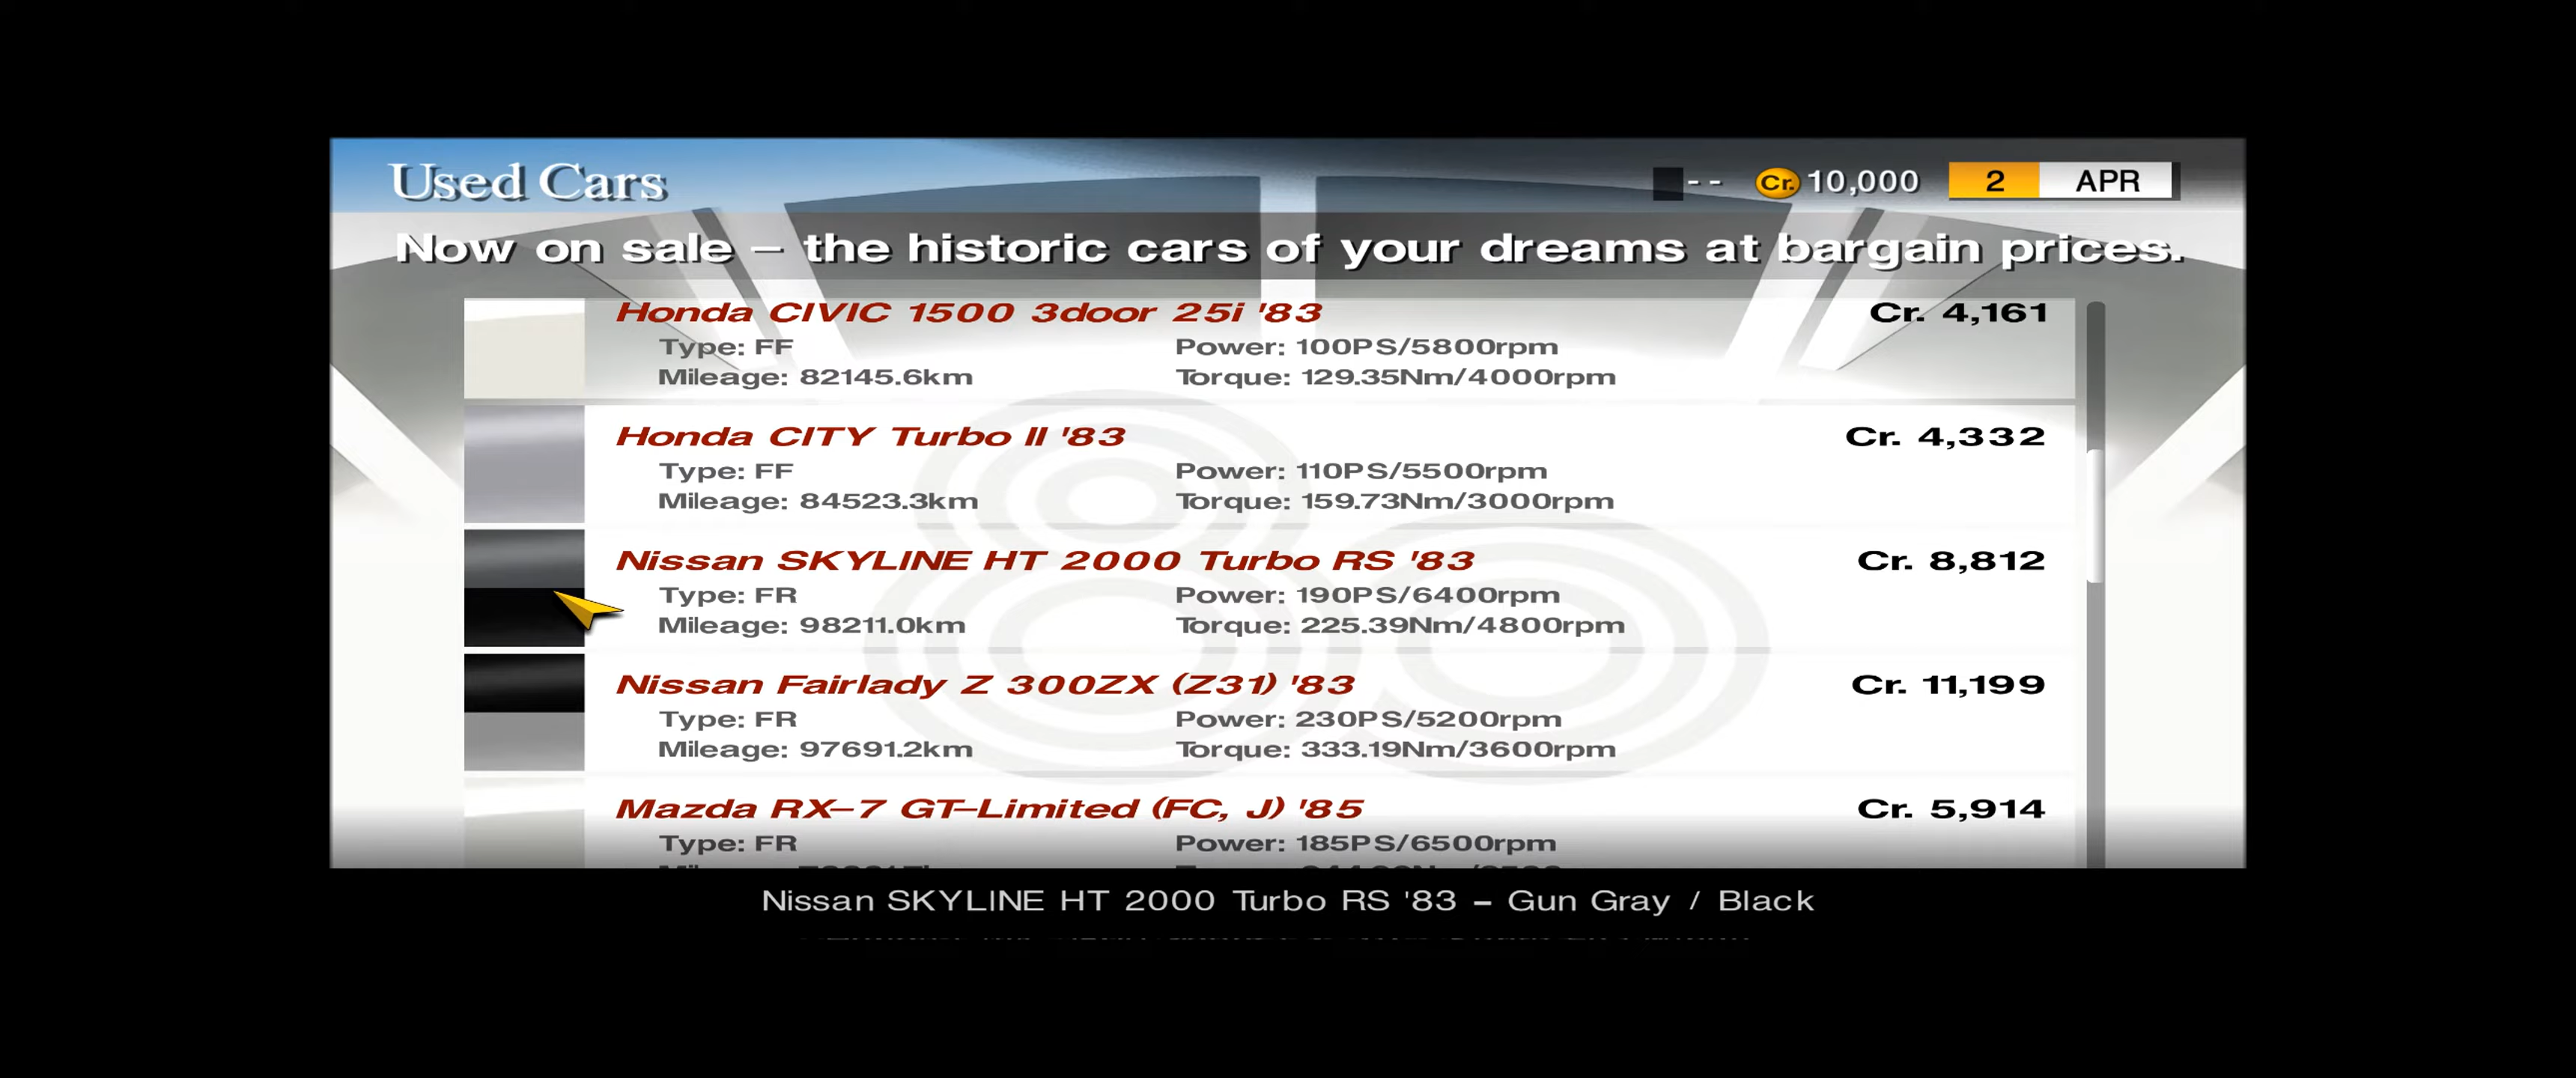 Used Cars
-- Cr. 10,000 2 APR
Now on sale – the historic cars of your dreams at bargain prices.
Honda CIVIC 1500 3door 25i '83 Cr. 4,161
Type: FF Power: 100PS/5800rpm
Mileage: 82145.6km Torque: 129.35Nm/4000rpm
Honda CITY Turbo II '83 Cr. 4,332
Type: FF Power: 110PS/5500rpm
Mileage: 84523.3km Torque: 159.73Nm/3000rpm
Nissan SKYLINE HT 2000 Turbo RS '83 Cr. 8,812
Type: FR Power: 190PS/6400rpm
Mileage: 98211.0km Torque: 225.39Nm/4800rpm
Nissan Fairlady Z 300ZX (Z31) '83 Cr. 11,199
Type: FR Power: 230PS/5200rpm
Mileage: 97691.2km Torque: 333.19Nm/3600rpm
Mazda RX–7 GT–Limited (FC, J) '85 Cr. 5,914
Type: FR Power: 185PS/6500rpm
Nissan SKYLINE HT 2000 Turbo RS '83 – Gun Gray / Black